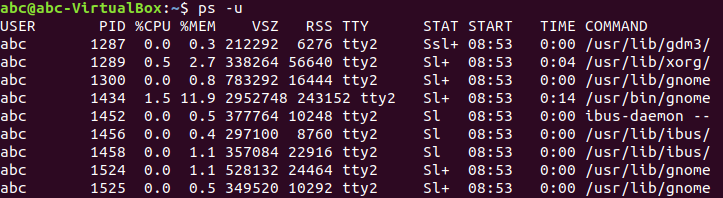 abc@abc-VirtualBox:~$ ps -u
USER       PID %CPU %MEM    VSZ   RSS TTY      STAT START   TIME COMMAND
abc       1287  0.0  0.3 212292  6276 tty2     Ssl+ 08:53   0:00 /usr/lib/gdm3/
abc       1289  0.5  2.7 338264 56640 tty2     Sl+  08:53   0:04 /usr/lib/xorg/
abc       1300  0.0  0.8 783292 16444 tty2     Sl+  08:53   0:00 /usr/lib/gnome
abc       1434  1.5 11.9 2952748 243152 tty2   Sl+  08:53   0:14 /usr/bin/gnome
abc       1452  0.0  0.5 377764 10248 tty2     Sl   08:53   0:00 ibus-daemon --
abc       1456  0.0  0.4 297100  8760 tty2     Sl   08:53   0:00 /usr/lib/ibus/
abc       1458  0.0  1.1 357084 22916 tty2     Sl   08:53   0:00 /usr/lib/ibus/
abc       1524  0.0  1.1 528132 24464 tty2     Sl+  08:53   0:00 /usr/lib/gnome
abc       1525  0.0  0.5 349520 10292 tty2     Sl+  08:53   0:00 /usr/lib/gnome